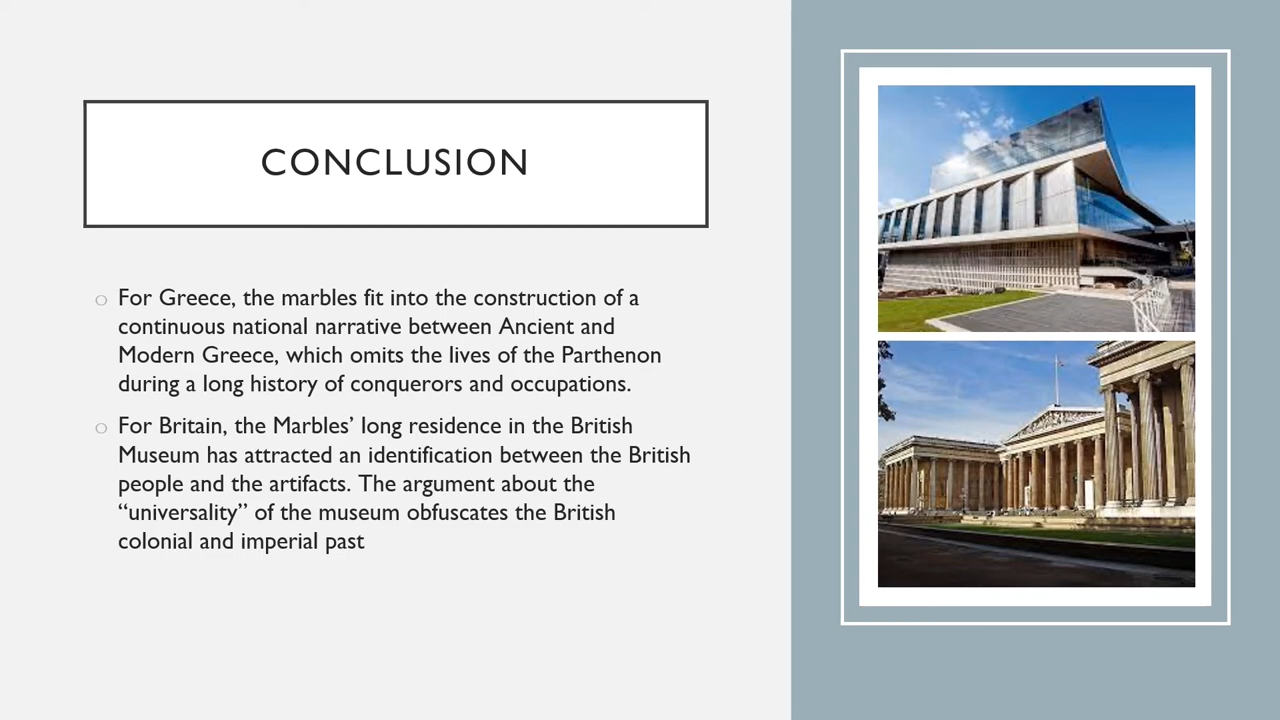 CONCLUSION
○ For Greece, the marbles fit into the construction of a
continuous national narrative between Ancient and
Modern Greece, which omits the lives of the Parthenon
during a long history of conquerors and occupations.
○ For Britain, the Marbles’ long residence in the British
Museum has attracted an identification between the British
people and the artifacts. The argument about the
“universality” of the museum obfuscates the British
colonial and imperial past